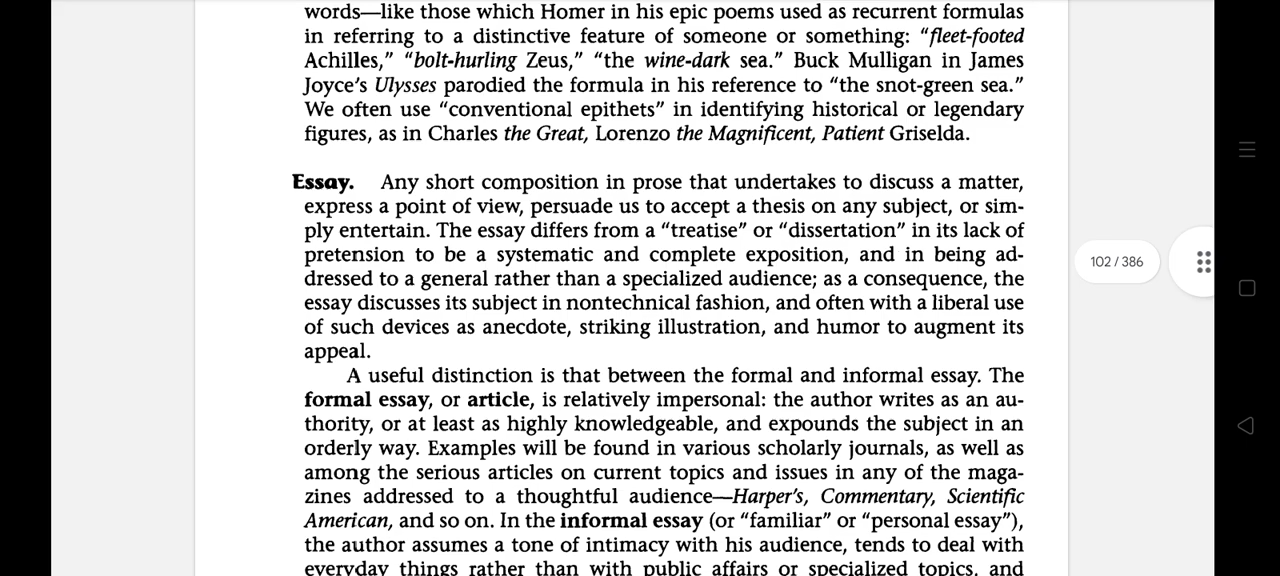 words—like those which Homer in his epic poems used as recurrent formulas
in referring to a distinctive feature of someone or something: “fleet-footed
Achilles,” “bolt-hurling Zeus,” “the wine-dark sea.” Buck Mulligan in James
Joyce’s Ulysses parodied the formula in his reference to “the snot-green sea.”
We often use “conventional epithets” in identifying historical or legendary
figures, as in Charles the Great, Lorenzo the Magnificent, Patient Griselda.
Essay. Any short composition in prose that undertakes to discuss a matter,
express a point of view, persuade us to accept a thesis on any subject, or sim-
ply entertain. The essay differs from a “treatise” or “dissertation” in its lack of
pretension to be a systematic and complete exposition, and in being ad-
dressed to a general rather than a specialized audience; as a consequence, the
essay discusses its subject in nontechnical fashion, and often with a liberal use
of such devices as anecdote, striking illustration, and humor to augment its
appeal.
A useful distinction is that between the formal and informal essay. The
formal essay, or article, is relatively impersonal: the author writes as an au-
thority, or at least as highly knowledgeable, and expounds the subject in an
orderly way. Examples will be found in various scholarly journals, as well as
among the serious articles on current topics and issues in any of the maga-
zines addressed to a thoughtful audience—Harper’s, Commentary, Scientific
American, and so on. In the informal essay (or “familiar” or “personal essay”),
the author assumes a tone of intimacy with his audience, tends to deal with
everyday things rather than with public affairs or specialized topics, and
102 / 386